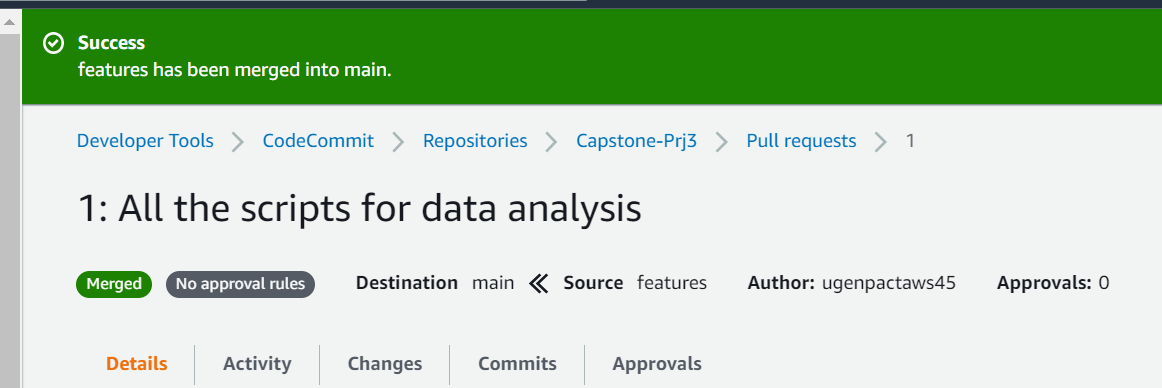 Success
features has been merged into main.
Developer Tools CodeCommit Repositories Capstone-Prj3 Pull requests 1
1: All the scripts for data analysis
Merged No approval rules Destination main Source features Author: ugenpactaws45 Approvals: 0
Details Activity Changes Commits Approvals